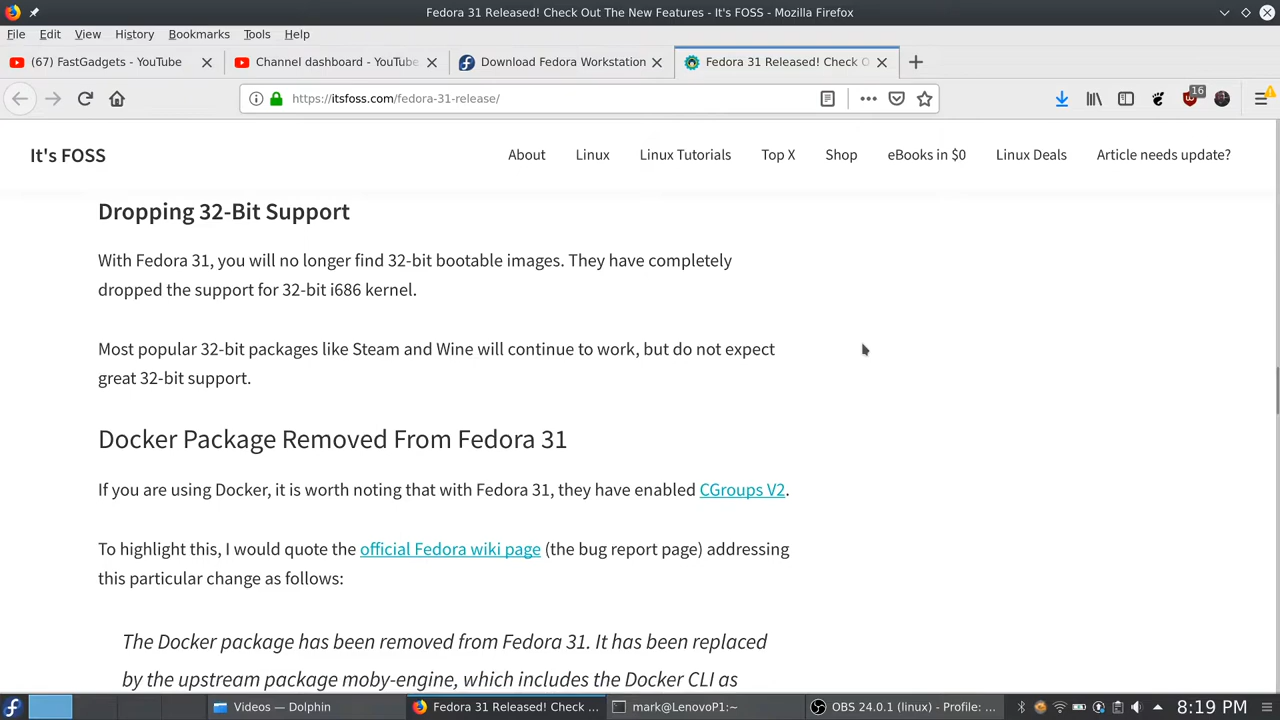 Fedora 31 Released! Check Out The New Features - It's FOSS - Mozilla Firefox
File Edit View History Bookmarks Tools Help
(67) FastGadgets - YouTube
Channel dashboard - YouTube
Download Fedora Workstation
Fedora 31 Released! Check O
https://itsfoss.com/fedora-31-release/
16
It's FOSS
About Linux Linux Tutorials Top X Shop eBooks in $0 Linux Deals Article needs update?
Dropping 32-Bit Support
With Fedora 31, you will no longer find 32-bit bootable images. They have completely
dropped the support for 32-bit i686 kernel.
Most popular 32-bit packages like Steam and Wine will continue to work, but do not expect
great 32-bit support.
Docker Package Removed From Fedora 31
If you are using Docker, it is worth noting that with Fedora 31, they have enabled CGroups V2.
To highlight this, I would quote the official Fedora wiki page (the bug report page) addressing
this particular change as follows:
The Docker package has been removed from Fedora 31. It has been replaced
by the upstream package moby-engine, which includes the Docker CLI as
Videos — Dolphin
Fedora 31 Released! Check ...
mark@LenovoP1:~
OBS 24.0.1 (linux) - Profile: ...
8:19 PM